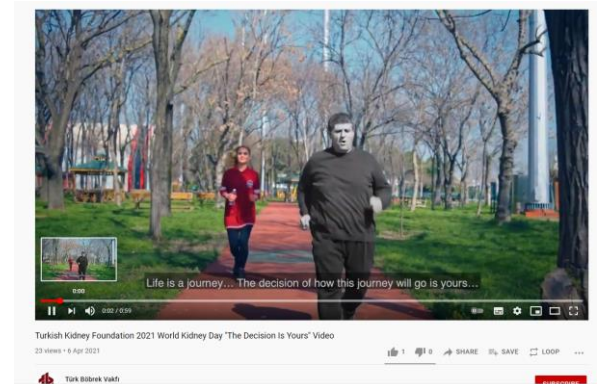 Life is a journey... The decision of how this journey will go is yours...
0:00
0:02 / 0:59
Turkish Kidney Foundation 2021 World Kidney Day "The Decision Is Yours" Video
23 views • 6 Apr 2021
1
0
SHARE
SAVE
LOOP
Türk Böbrek Vakfı
SUBSCRIBE